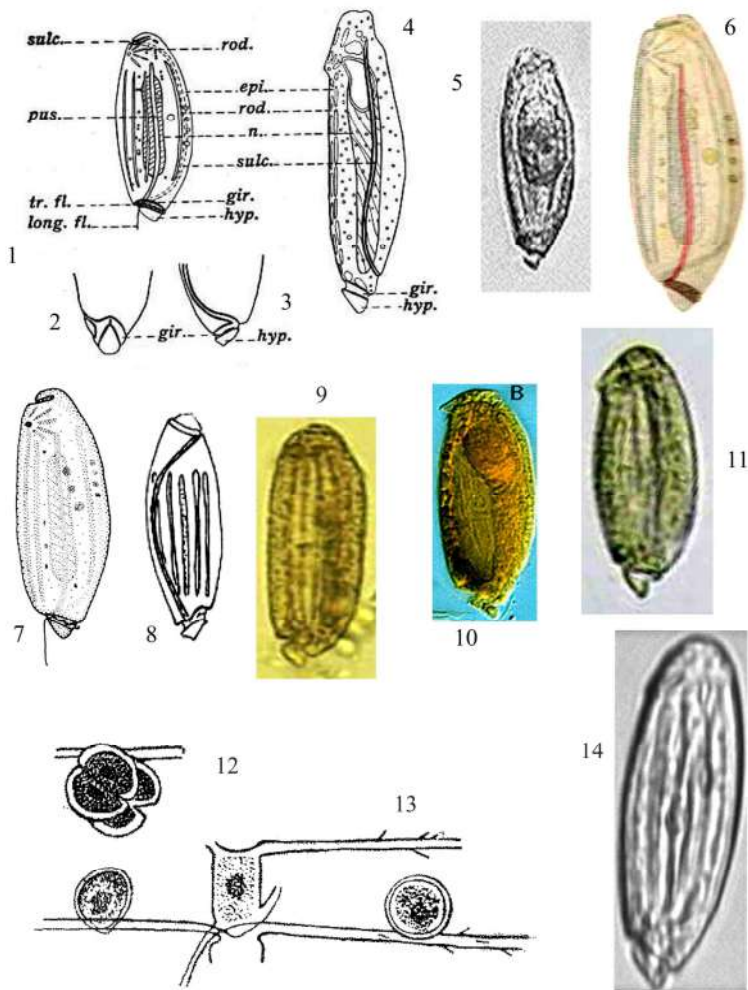 sulc.
rod.
4
5
6
epi.
pus.
rod.
n.
sulc.
tr. fl.
gir.
long. fl.
hyp.
1
gir.
hyp.
2
3
gir.
hyp.
9
B
11
7
8
10
12
14
13